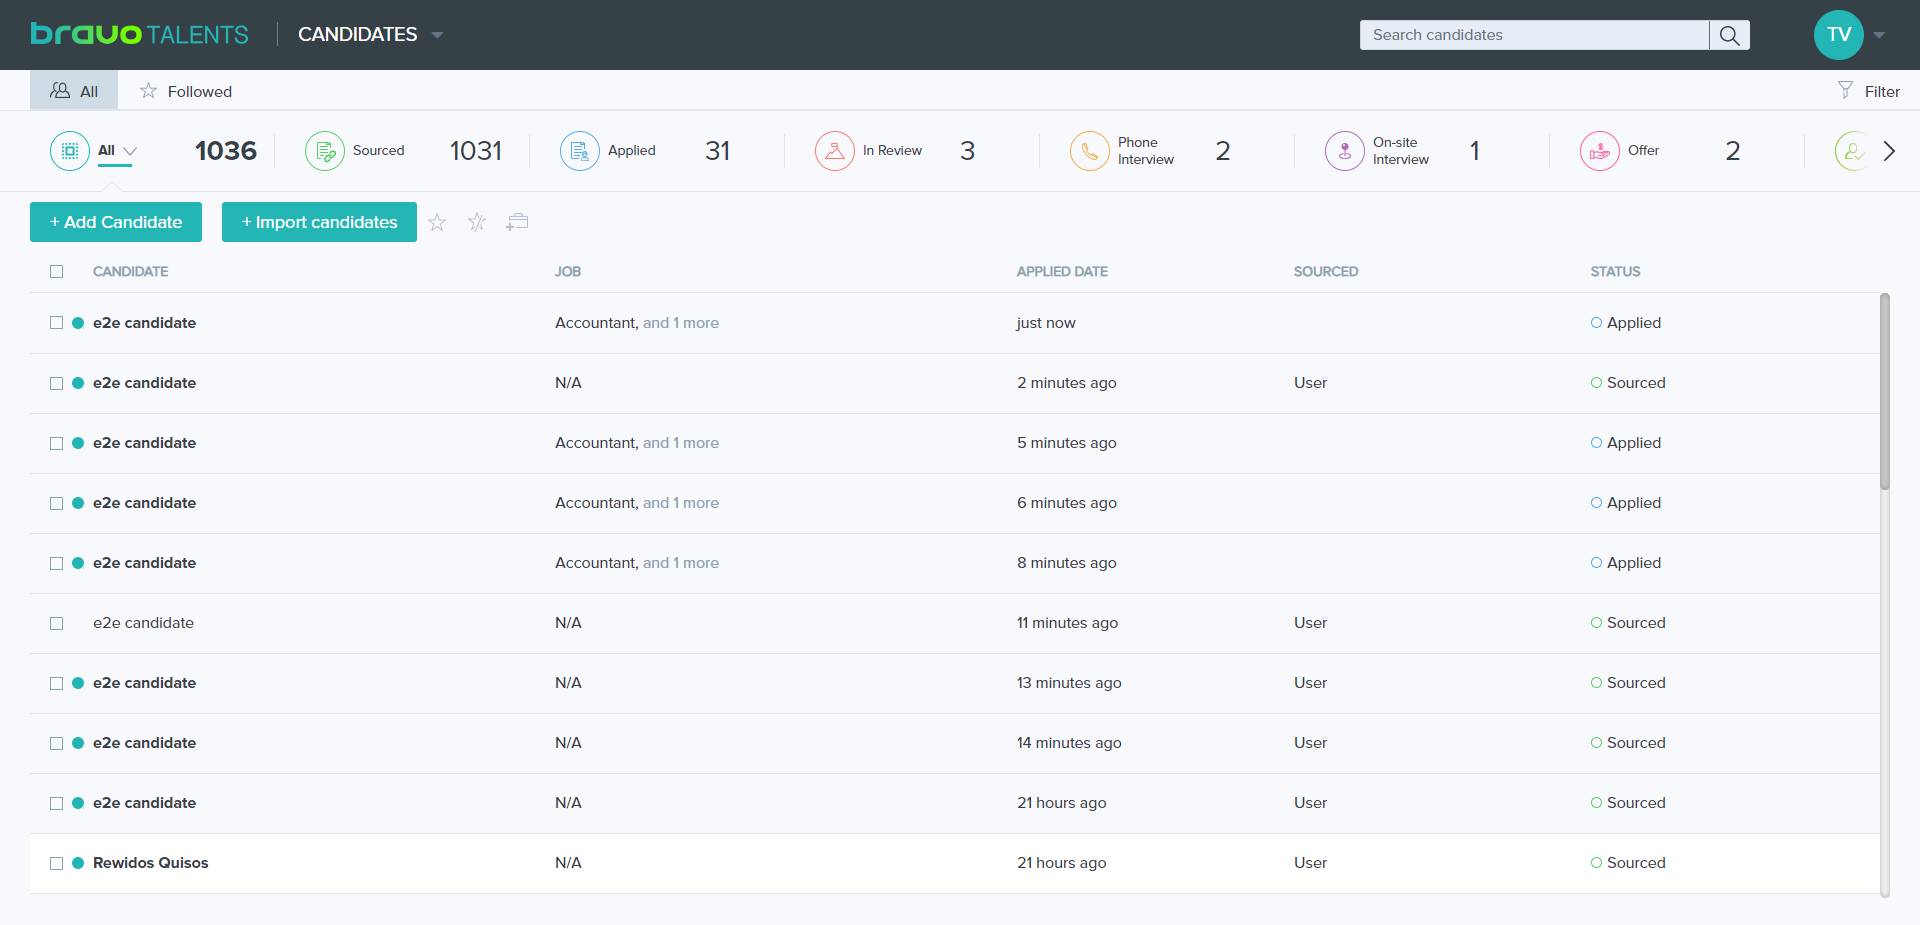 bravo TALENTS
CANDIDATES
Search candidates
TV
All
Followed
Filter
All
1036
Sourced
1031
Applied
31
In Review
3
Phone
Interview
2
On-site
Interview
1
Offer
2
+ Add Candidate
+ Import candidates
CANDIDATE JOB APPLIED DATE SOURCED STATUS
e2e candidate Accountant, and 1 more just now Applied
e2e candidate N/A 2 minutes ago User Sourced
e2e candidate Accountant, and 1 more 5 minutes ago Applied
e2e candidate Accountant, and 1 more 6 minutes ago Applied
e2e candidate Accountant, and 1 more 8 minutes ago Applied
e2e candidate N/A 11 minutes ago User Sourced
e2e candidate N/A 13 minutes ago User Sourced
e2e candidate N/A 14 minutes ago User Sourced
e2e candidate N/A 21 hours ago User Sourced
Rewidos Quisos N/A 21 hours ago User Sourced